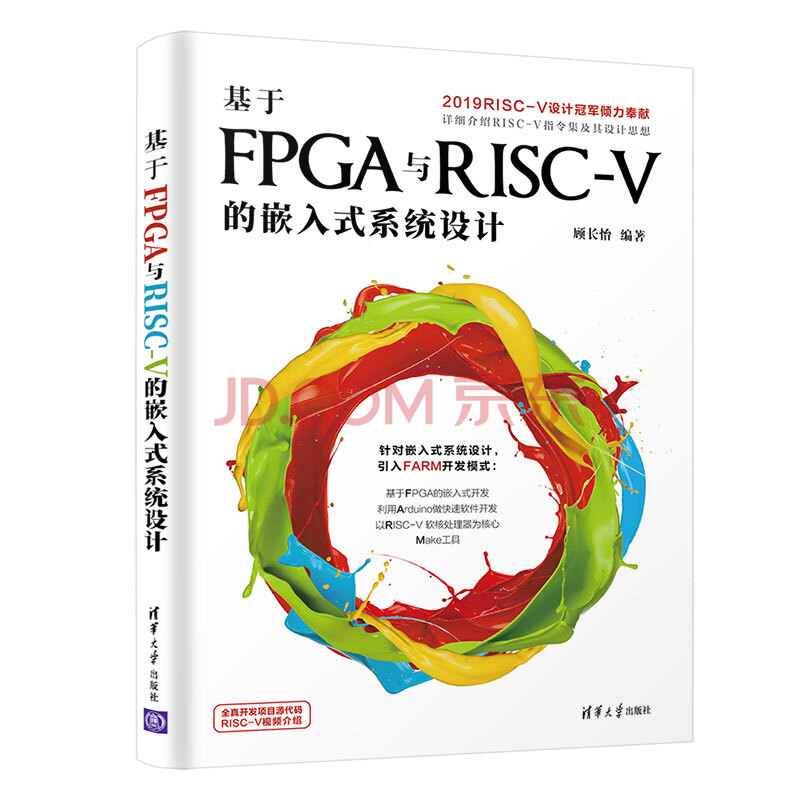 基于FPGA与RISC-V的嵌入式系统设计
清华大学出版社
2019RISC-V设计冠军倾力奉献
详细介绍RISC-V指令集及其设计思想
基于
FPGA与RISC-V
的嵌入式系统设计
顾长怡 编著
JD.COM 京东
针对嵌入式系统设计，
引入FARM开发模式：
基于FPGA的嵌入式开发
利用Arduino做快速软件开发
以RISC-V 软核处理器为核心
Make工具
全真开发项目源代码
RISC-V视频介绍
清华大学出版社